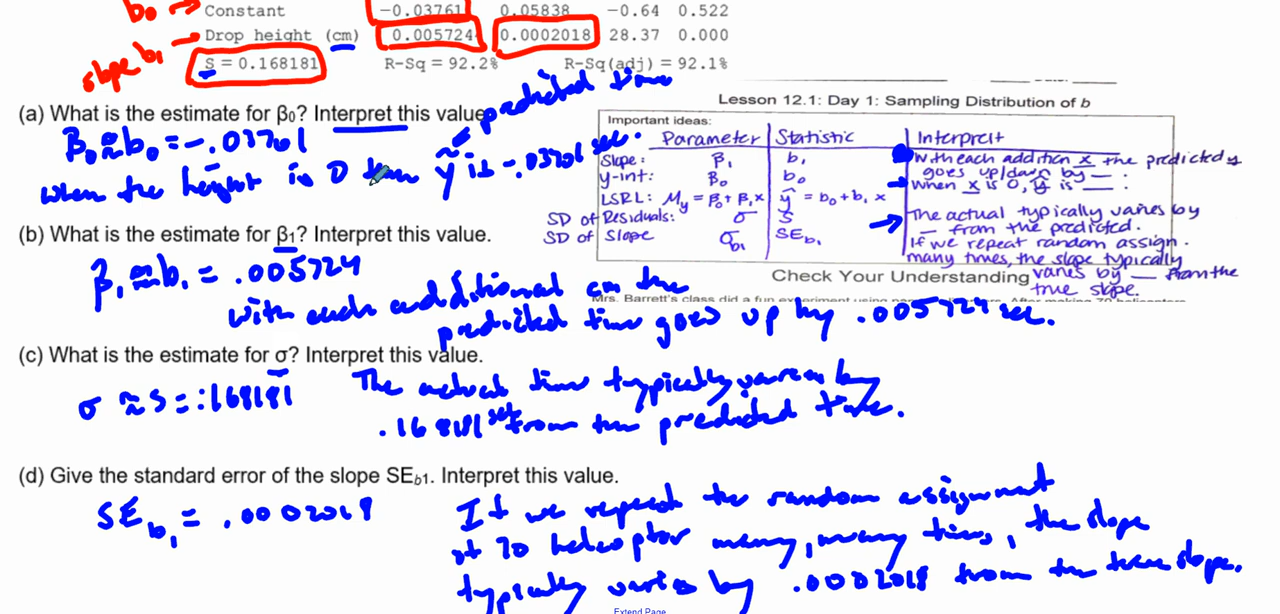 b₀ → Constant -0.03761 0.05838 -0.64 0.522
slope b₁ → Drop height (cm) 0.005724 0.0002018 28.37 0.000
S = 0.168181 R-Sq = 92.2% R-Sq(adj) = 92.1%
(a) What is the estimate for β₀? Interpret this value
predicted time
β₀ ≈ b₀ = -.03761
when the height is 0 then ŷ is -.03761 sec.
Lesson 12.1: Day 1: Sampling Distribution of b
Important ideas:
Parameter Statistic Interpret
Slope: β₁ b₁ With each addition x the predicted y
goes up/down by — .
y-int: β₀ b₀ When x is 0, ŷ is — .
LSRL: μy = β₀ + β₁x ŷ = b₀ + b₁x
SD of Residuals: σ S The actual typically varies by
— from the predicted.
SD of Slope σb₁ SEb₁ If we repeat random assign.
many times, the slope typically
varies by — from the
true slope.
Check Your Understanding
(b) What is the estimate for β₁? Interpret this value.
β₁ ≈ b₁ = .005724
With each additional cm the
predicted time goes up by .005724 sec.
Mrs. Barrett's class did a fun experiment using
(c) What is the estimate for σ? Interpret this value.
σ ≈ s = .168181
The actual time typically varies by
.168181 sec from the predicted time.
(d) Give the standard error of the slope SEb1. Interpret this value.
SEb₁ = .0002018
If we repeat the random assignment
of 70 helicopter many, many times, the slope
typically varies by .0002018 from the true slope.
Extend Page